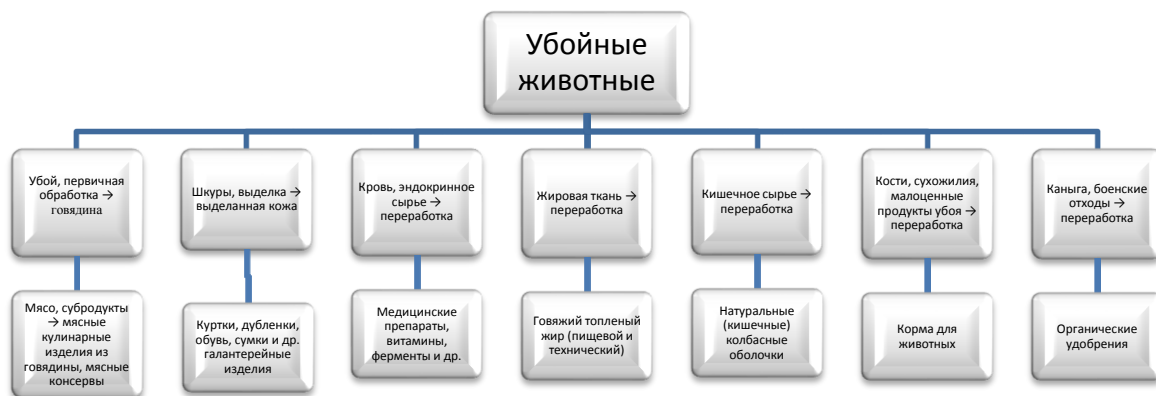 Убойные
животные
Убой, первичная
обработка →
говядина
Шкуры, выделка →
выделанная кожа
Кровь, эндокринное
сырье →
переработка
Жировая ткань →
переработка
Кишечное сырье →
переработка
Кости, сухожилия,
малоценные
продукты убоя →
переработка
Каныга, боенские
отходы →
переработка
Мясо, субродукты
→ мясные
кулинарные
изделия из
говядины, мясные
консервы
Куртки, дубленки,
обувь, сумки и др.
галантерейные
изделия
Медицинские
препараты,
витамины,
ферменты и др.
Говяжий топленый
жир (пищевой и
технический)
Натуральные
(кишечные)
колбасные
оболочки
Корма для
животных
Органические
удобрения